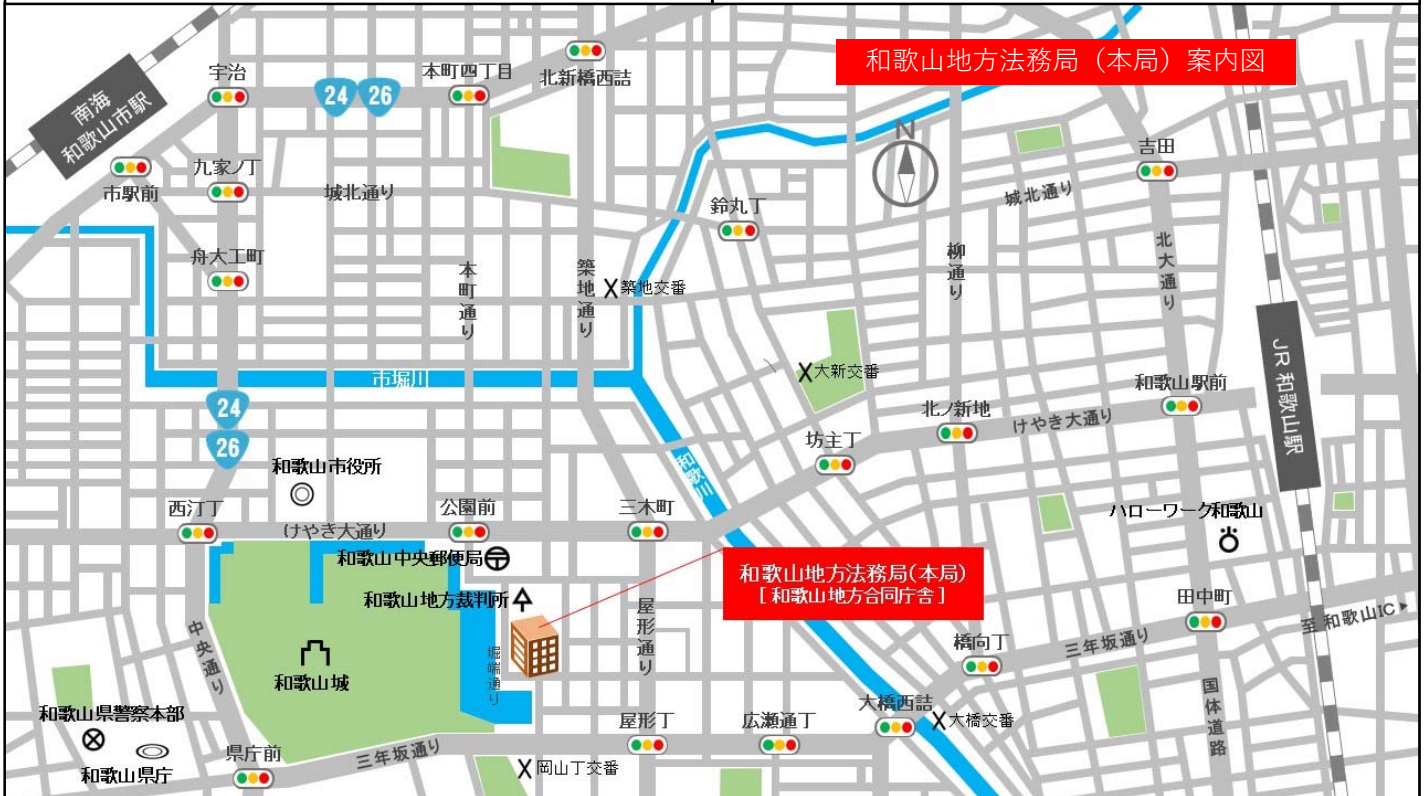 和歌山地方法務局（本局）案内図
北新橋西詰
宇治
本町四丁目
24
26
南海
和歌山市駅
吉田
市駅前
九家ノ丁
城北通り
N
城北通り
鈴丸丁
舟大工町
本町通り
築地通り
築地交番
柳通り
北大通り
市堀川
大新交番
和歌山駅前
JR 和歌山駅
24
26
北ノ新地
けやき大通り
坊主丁
和歌川
和歌山市役所
西汀丁
けやき大通り
公園前
三木町
ハローワーク和歌山
和歌山中央郵便局
和歌山地方裁判所
和歌山地方法務局(本局)
[和歌山地方合同庁舎]
田中町
至 和歌山IC
中央通り
和歌山城
堀端通り
屋形通り
橋向丁
三年坂通り
国体道路
和歌山県警察本部
和歌山県庁
県庁前
三年坂通り
屋形丁
広瀬通丁
大橋西詰
大橋交番
岡山丁交番